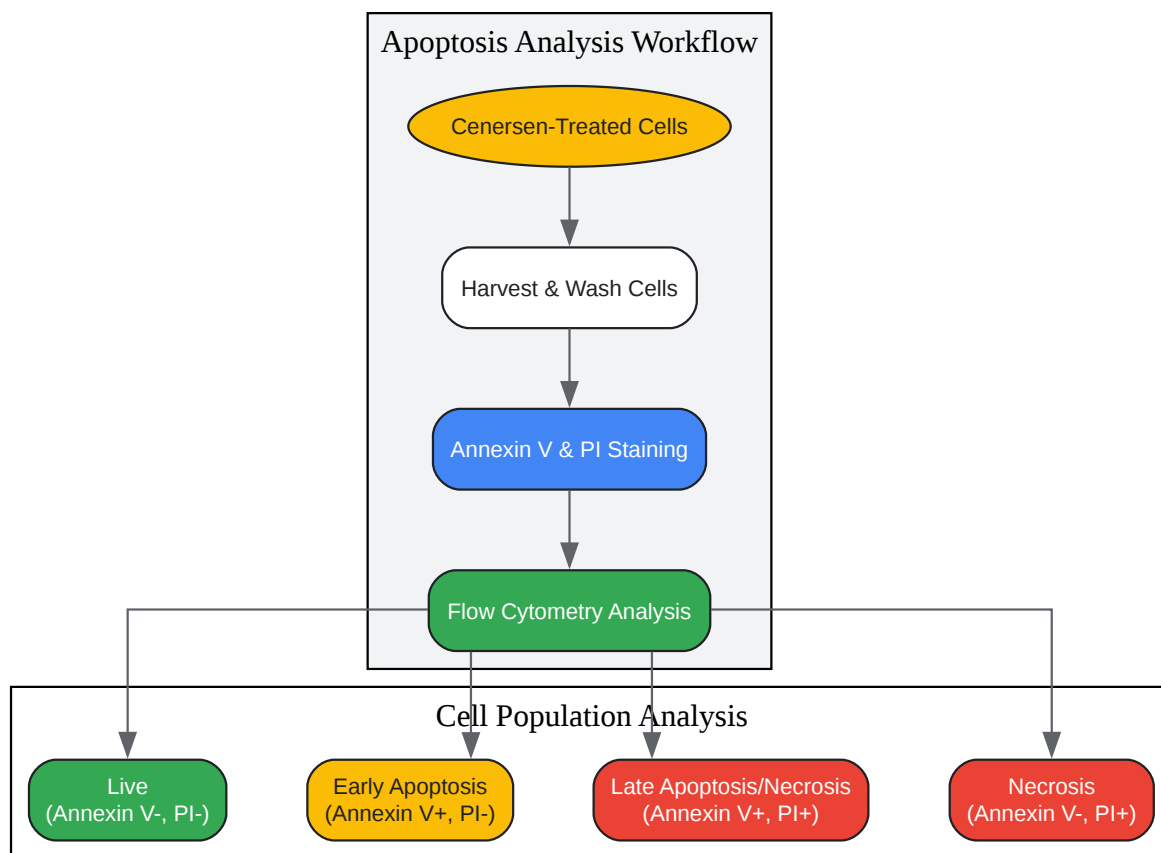 Apoptosis Analysis Workflow
Cenersen-Treated Cells
Harvest & Wash Cells
Annexin V & PI Staining
Flow Cytometry Analysis
Cell Population Analysis
Live
(Annexin V-, PI-)
Early Apoptosis
(Annexin V+, PI-)
Late Apoptosis/Necrosis
(Annexin V+, PI+)
Necrosis
(Annexin V-, PI+)